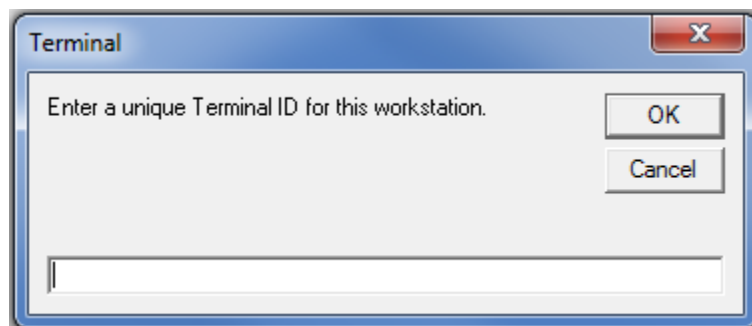 Terminal
Enter a unique Terminal ID for this workstation.
OK
Cancel